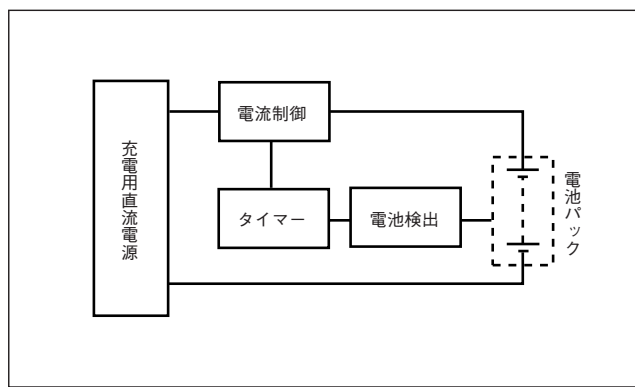 充電用直流電源
電流制御
タイマー
電池検出
電池パック